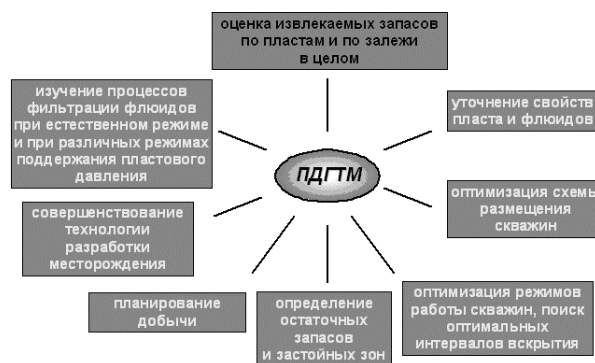 оценка извлекаемых запасов
по пластам и по залежи
в целом
изучение процессов
фильтрации флюидов
при естественном режиме
и при различных режимах
поддержания пластового
давления
уточнение свойств
пласта и флюидов
ПДГТМ
совершенствование
технологии
разработки
месторождения
оптимизация схемы
размещения
скважин
планирование
добычи
определение
остаточных
запасов
и застойных зон
оптимизация режимов
работы скважин, поиск
оптимальных
интервалов вскрытия